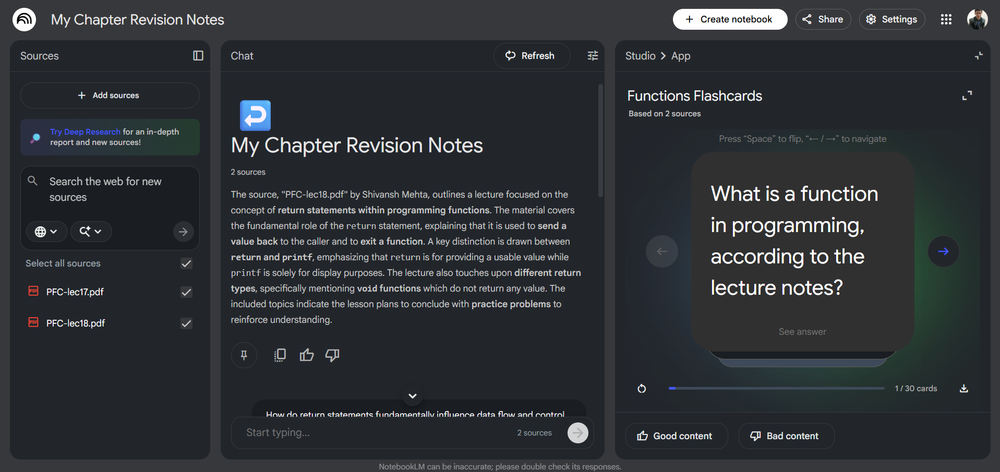 My Chapter Revision Notes
Create notebook
Share
Settings
Sources
Add sources
Try Deep Research for an in-depth
report and new sources!
Search the web for new
sources
Select all sources
PDF PFC-lec17.pdf
PDF PFC-lec18.pdf
Chat
Refresh
My Chapter Revision Notes
2 sources
The source, "PFC-lec18.pdf" by Shivansh Mehta, outlines a lecture focused on the
concept of return statements within programming functions. The material covers
the fundamental role of the return statement, explaining that it is used to send a
value back to the caller and to exit a function. A key distinction is drawn between
return and printf, emphasizing that return is for providing a usable value while
printf is solely for display purposes. The lecture also touches upon different return
types, specifically mentioning void functions which do not return any value. The
included topics indicate the lesson plans to conclude with practice problems to
reinforce understanding.
How do return statements fundamentally influence data flow and control
Start typing...
2 sources
Studio > App
Functions Flashcards
Based on 2 sources
Press “Space” to flip, “← / →” to navigate
What is a function
in programming,
according to the
lecture notes?
See answer
1 / 30 cards
Good content
Bad content
NotebookLM can be inaccurate; please double check its responses.